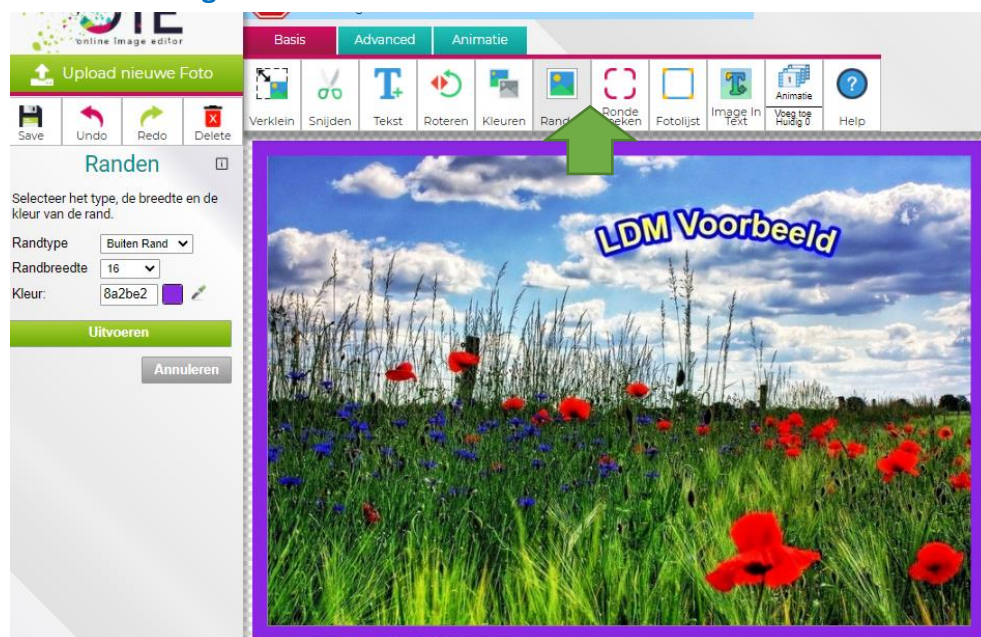 OIE
online image editor
Basis Advanced Animatie
Upload nieuwe Foto
Save Undo Redo Delete
Verklein Snijden Tekst Roteren Kleuren Ronde Fotolijst Image In Text Animatie Voeg toe Huidig 0 Help
Randen
Selecteer het type, de breedte en de
kleur van de rand.
Randtype Buiten Rand
Randbreedte 16
Kleur: 8a2be2
Uitvoeren
Annuleren
LDM Voorbeeld